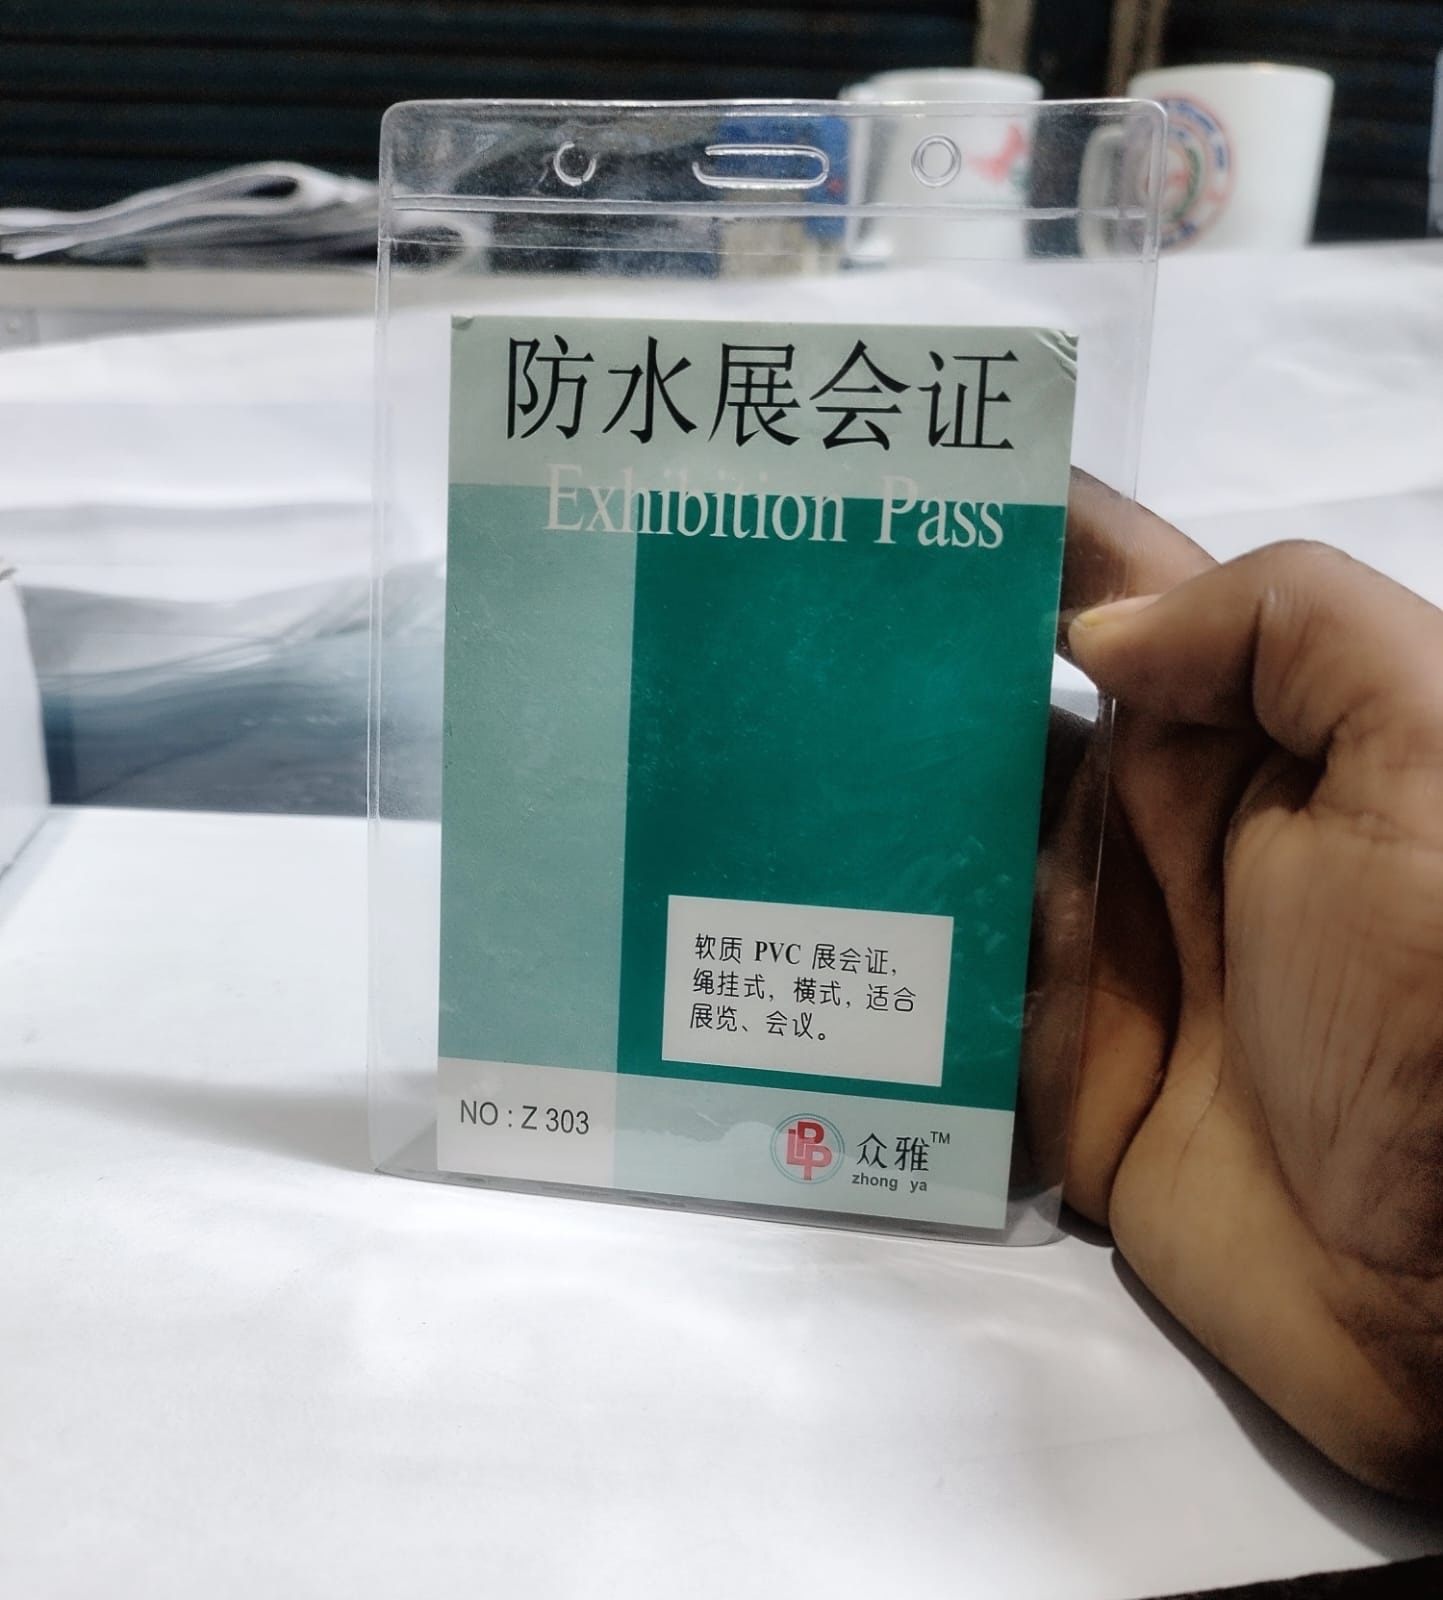 防水展会证
Exhibition Pass
软质 PVC 展会证,
绳挂式, 横式, 适合
展览、会议。
NO : Z 303
众雅™
zhong ya